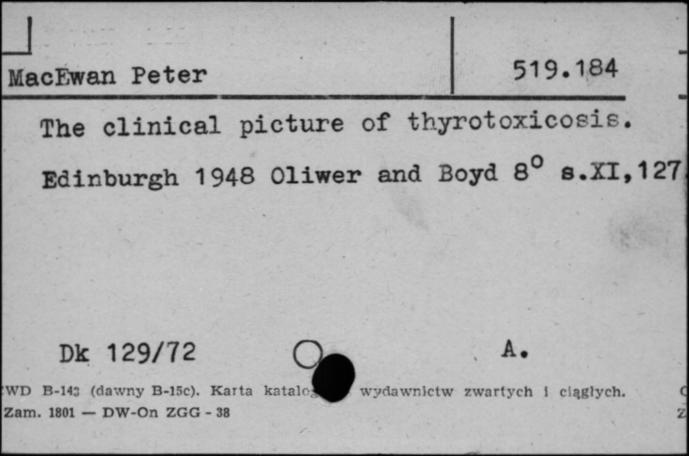 MacEwan Peter 519.184
The clinical picture of thyrotoxicosis.
Edinburgh 1948 Oliwer and Boyd 8° s.XI,127
Dk 129/72 A.
WD B-143 (dawny B-15c). Karta wydawnictw zwartych i ciągłych.
Zam. 1801 — DW-On ZGG - 38